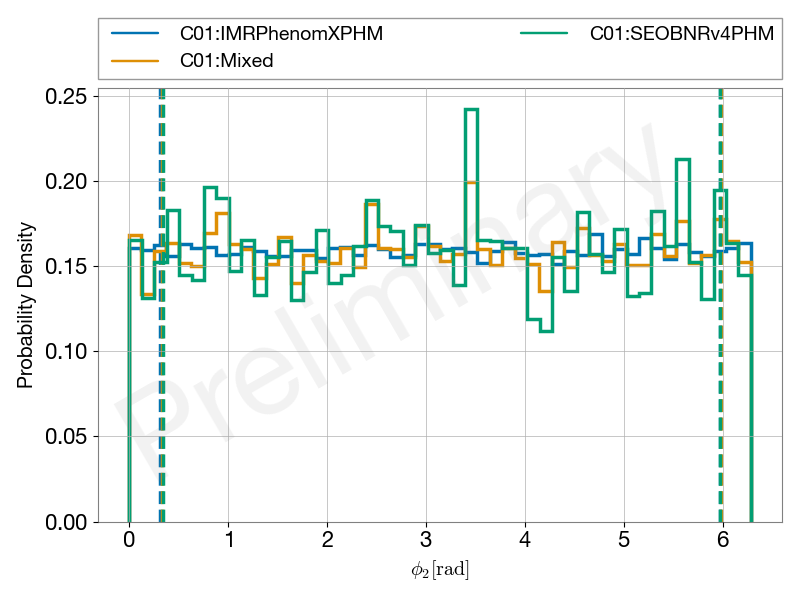 C01:IMRPhenomXPHM
C01:SEOBNRv4PHM
C01:Mixed
Preliminary
Probability Density
0.25
0.20
0.15
0.10
0.05
0.00
0 1 2 3 4 5 6
ϕ₂[rad]